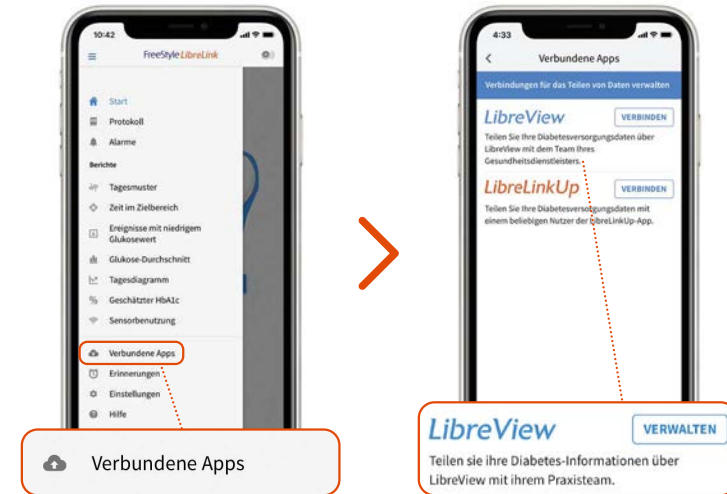 10:42
FreeStyle LibreLink
Start
Protokoll
Alarme
Berichte
Tagesmuster
Zeit im Zielbereich
Ereignisse mit niedrigem
Glukosewert
Glukose-Durchschnitt
Tagesdiagramm
Geschätzter HbA1c
Sensorbenutzung
Verbundene Apps
Erinnerungen
Einstellungen
Hilfe
Verbundene Apps
4:33
Verbundene Apps
Verbindungen für das Teilen von Daten verwalten
LibreView
VERBINDEN
Teilen Sie Ihre Diabetesversorgungsdaten über
LibreView mit dem Team Ihres
Gesundheitsdienstleisters.
LibreLinkUp
VERBINDEN
Teilen Sie Ihre Diabetesversorgungsdaten mit
einem beliebigen Nutzer der LibreLinkUp-App.
LibreView
VERWALTEN
Teilen sie ihre Diabetes-Informationen über
LibreView mit ihrem Praxisteam.